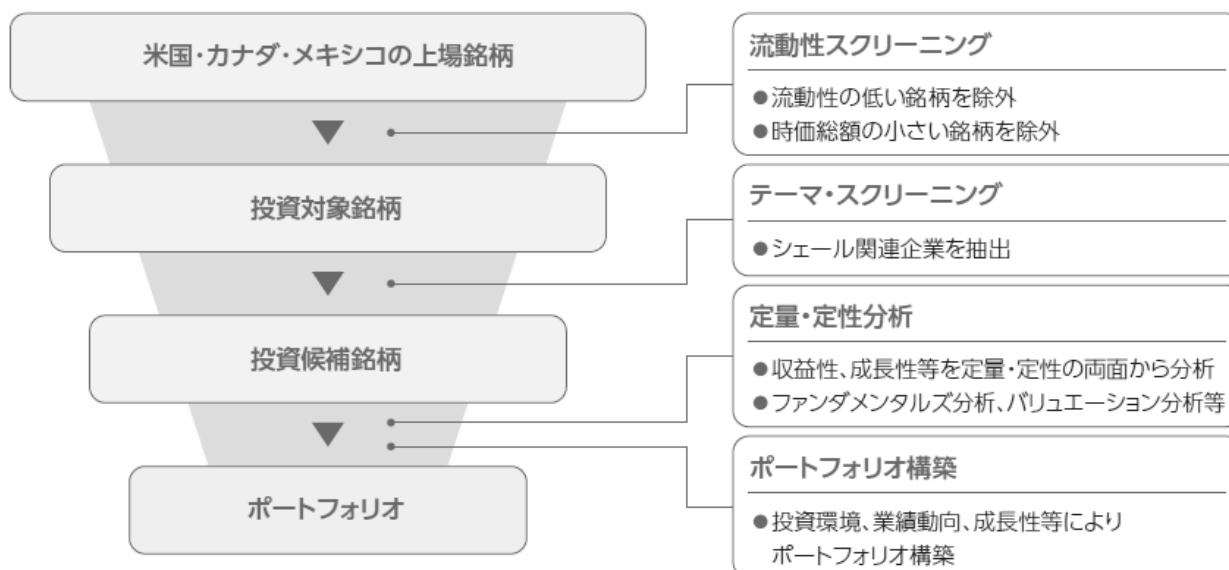 米国・カナダ・メキシコの上場銘柄
投資対象銘柄
投資候補銘柄
ポートフォリオ
流動性スクリーニング
●流動性の低い銘柄を除外
●時価総額の小さい銘柄を除外
テーマ・スクリーニング
●シェール関連企業を抽出
定量・定性分析
●収益性、成長性等を定量・定性の両面から分析
●ファンダメンタルズ分析、バリュエーション分析等
ポートフォリオ構築
●投資環境、業績動向、成長性等により
ポートフォリオ構築